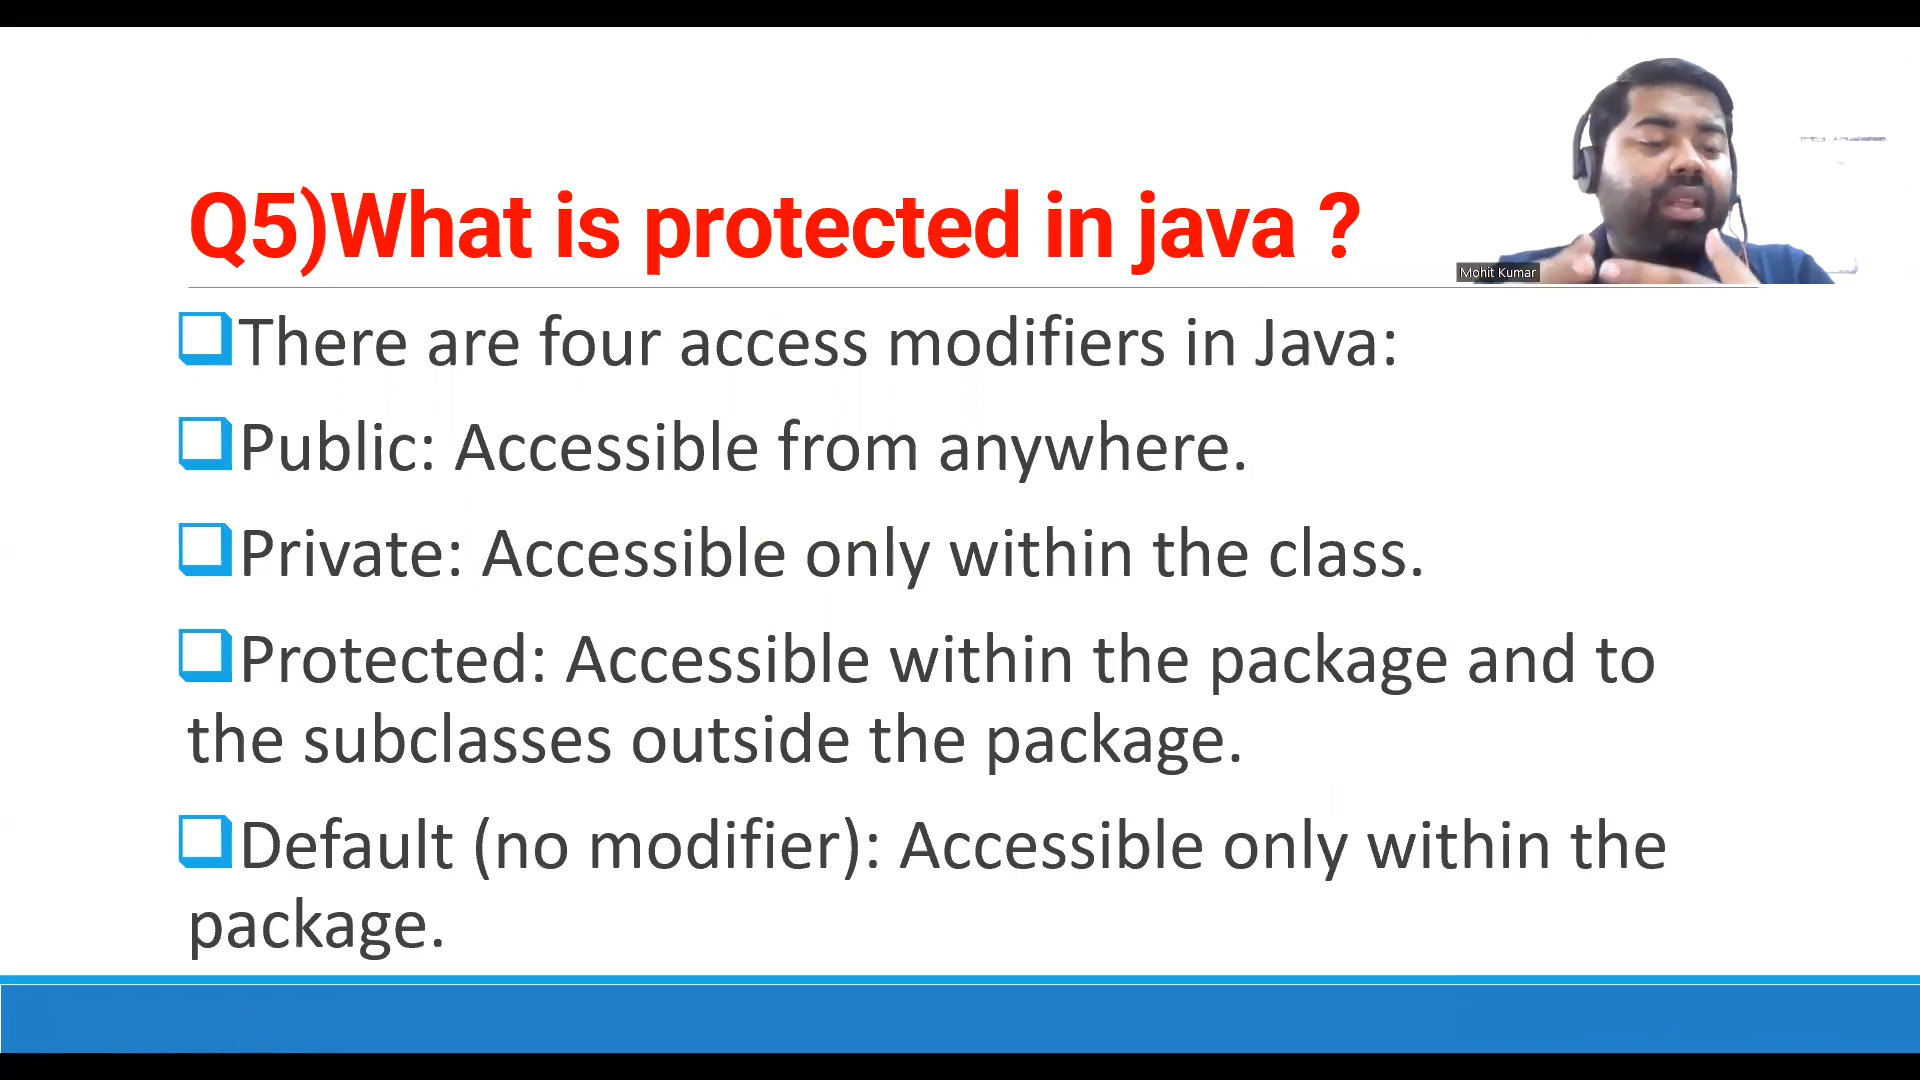 Q5)What is protected in java ?
Mohit Kumar
There are four access modifiers in Java:
Public: Accessible from anywhere.
Private: Accessible only within the class.
Protected: Accessible within the package and to
the subclasses outside the package.
Default (no modifier): Accessible only within the
package.